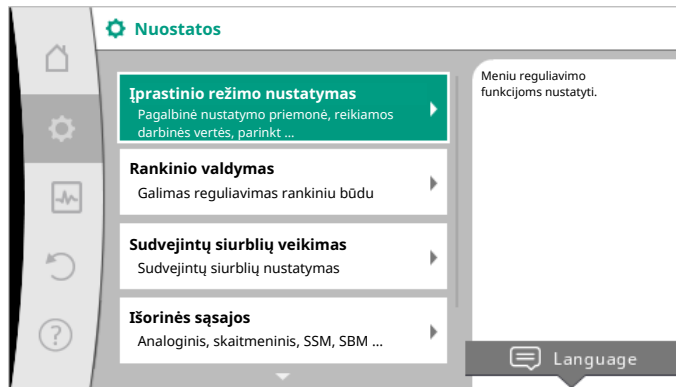 Nuostatos
Įprastinio režimo nustatymas
Pagalbinė nustatymo priemonė, reikiamos
darbinės vertės, parinkt ...
Rankinio valdymas
Galimas reguliavimas rankiniu būdu
Sudvejintų siurblių veikimas
Sudvejintų siurblių nustatymas
Išorinės sąsajos
Analoginis, skaitmeninis, SSM, SBM ...
Meniu reguliavimo
funkcijoms nustatyti.
Language